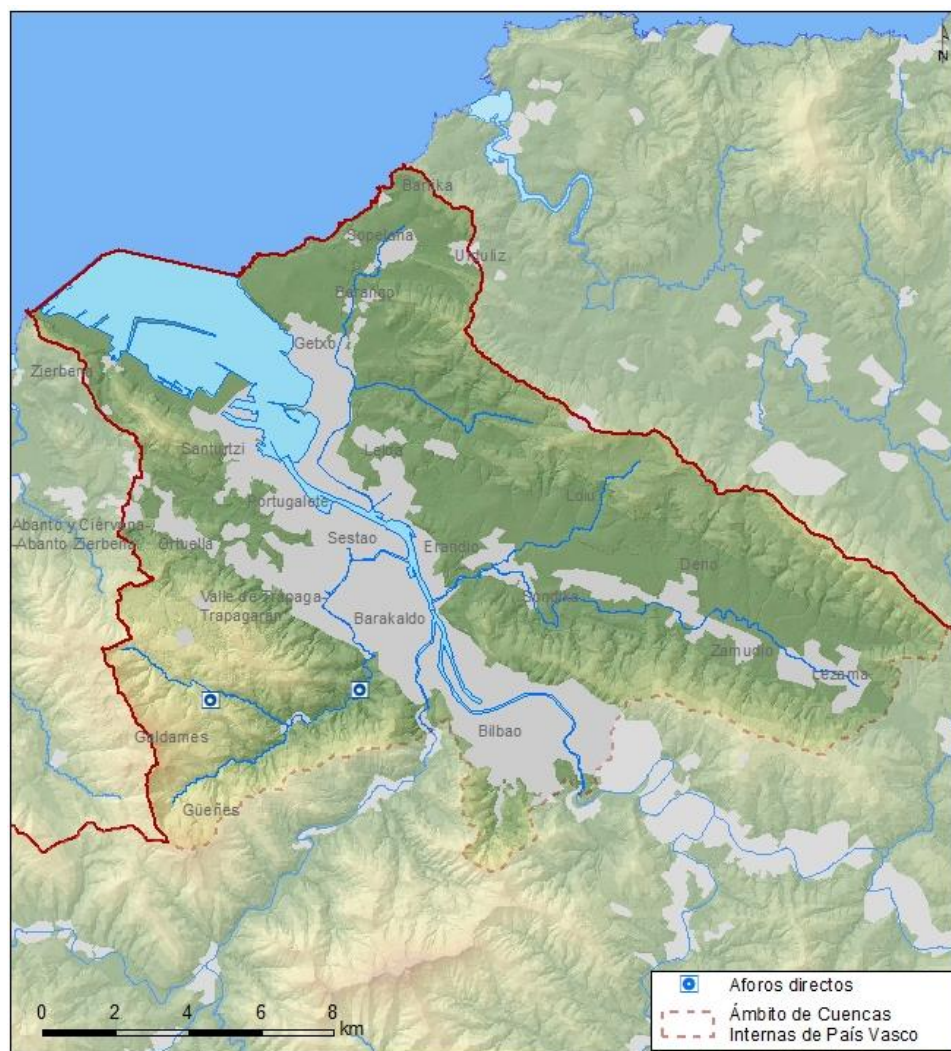 N
Barrika
Sopelana
Urduliz
Berango
Getxo
Zierbena
Santurtzi
Leioa
Loiu
Portugalete
Abanto y Ciérvana-
Abanto Zierbena
Ortuella
Sestao
Erandio
Derio
Sondika
Valle de Trápaga-
Trapagaran
Barakaldo
Zamudio
Lezama
Bilbao
Galdames
Güeñes
0 2 4 6 8
km
Aforos directos
Ámbito de Cuencas
Internas de País Vasco